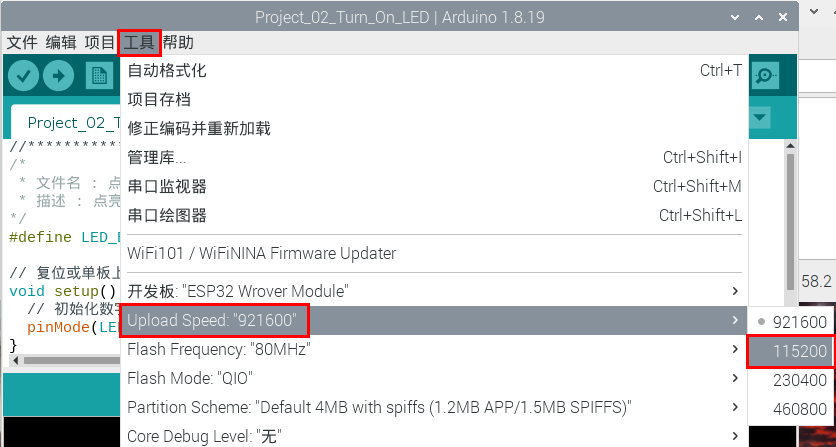 Project_02_Turn_On_LED | Arduino 1.8.19
文件 编辑 项目 工具 帮助
自动格式化 Ctrl+T
项目存档
修正编码并重新加载
管理库... Ctrl+Shift+I
串口监视器 Ctrl+Shift+M
串口绘图器 Ctrl+Shift+L
WiFi101 / WiFiNINA Firmware Updater
开发板: "ESP32 Wrover Module"
Upload Speed: "921600"
Flash Frequency: "80MHz"
Flash Mode: "QIO"
Partition Scheme: "Default 4MB with spiffs (1.2MB APP/1.5MB SPIFFS)"
Core Debug Level: "无"
921600
115200
230400
460800
Project_02_T
//**********
/*
* 文件名 : 点
* 描述 : 点亮
*/
#define LED_
// 复位或单板上
void setup()
// 初始化数字
pinMode(LE
}
58.2